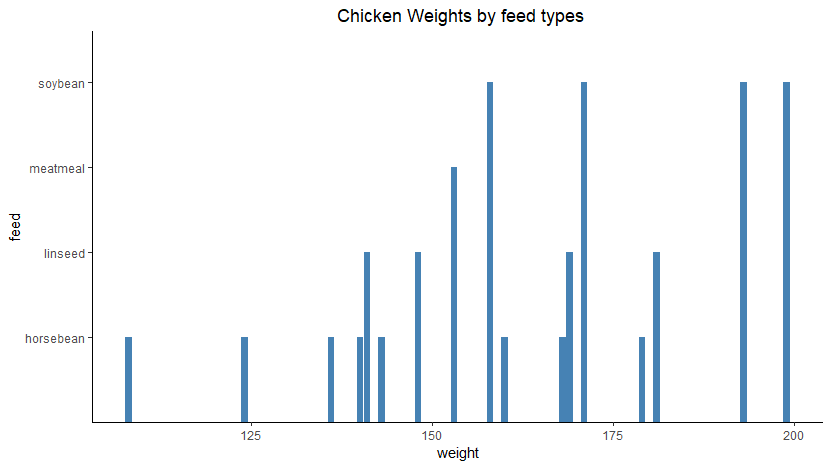 Chicken Weights by feed types
soybean
meatmeal
linseed
horsebean
feed
125 150 175 200
weight